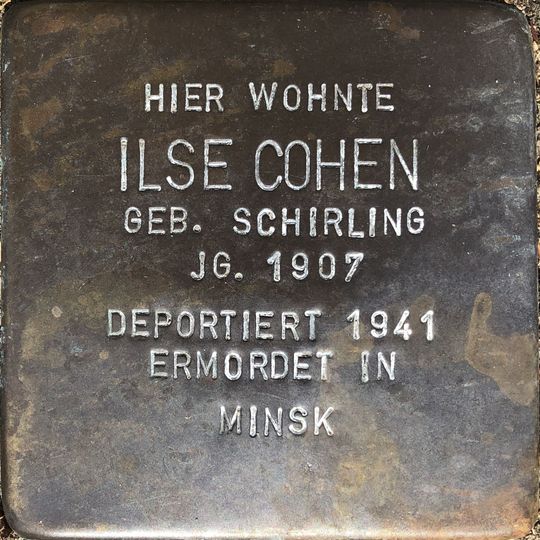 HIER WOHNTE
ILSE COHEN
GEB. SCHIRLING
JG. 1907
DEPORTIERT 1941
ERMORDET IN
MINSK